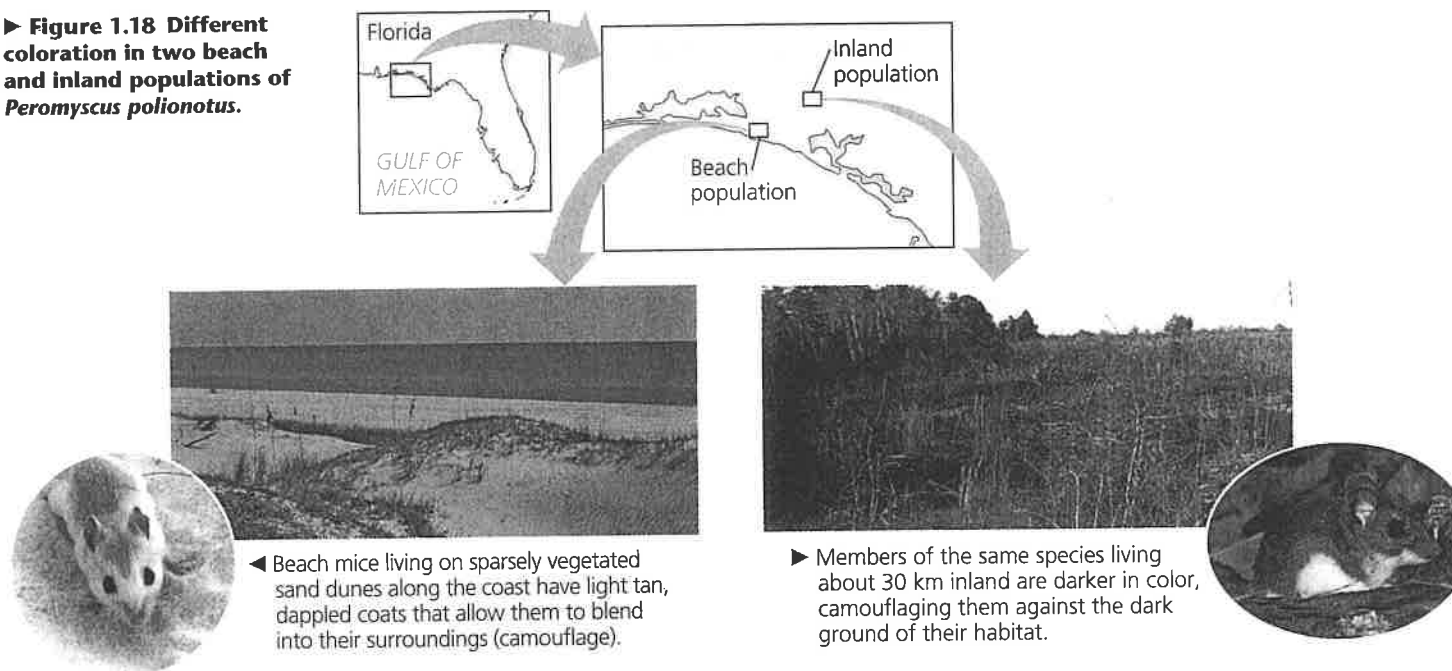 ► Figure 1.18 Different
coloration in two beach
and inland populations of
Peromyscus polionotus.
Florida
GULF OF
MEXICO
Inland
population
Beach
population
◄ Beach mice living on sparsely vegetated
sand dunes along the coast have light tan,
dappled coats that allow them to blend
into their surroundings (camouflage).
► Members of the same species living
about 30 km inland are darker in color,
camouflaging them against the dark
ground of their habitat.